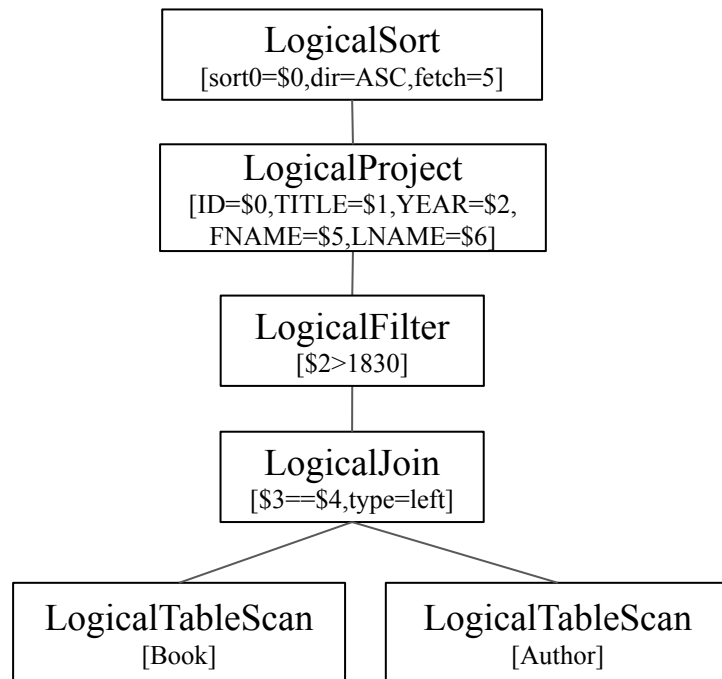 LogicalSort
[sort0=$0,dir=ASC,fetch=5]
LogicalProject
[ID=$0,TITLE=$1,YEAR=$2,
FNAME=$5,LNAME=$6]
LogicalFilter
[$2>1830]
LogicalJoin
[$3==$4,type=left]
LogicalTableScan
[Book]
LogicalTableScan
[Author]